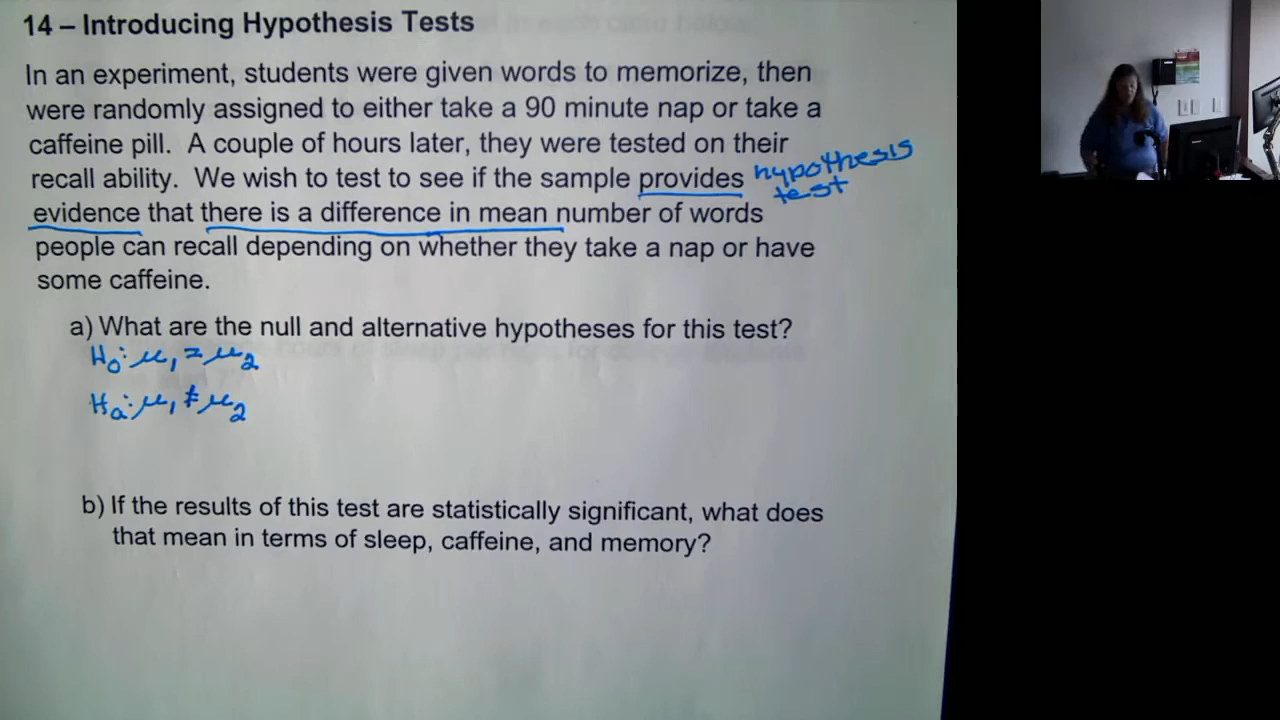 14 – Introducing Hypothesis Tests
In an experiment, students were given words to memorize, then
were randomly assigned to either take a 90 minute nap or take a
caffeine pill. A couple of hours later, they were tested on their
recall ability. We wish to test to see if the sample provides hypothesis
test
evidence that there is a difference in mean number of words
people can recall depending on whether they take a nap or have
some caffeine.
a) What are the null and alternative hypotheses for this test?
H₀: μ₁ = μ₂
Hₐ: μ₁ ≠ μ₂
b) If the results of this test are statistically significant, what does
that mean in terms of sleep, caffeine, and memory?